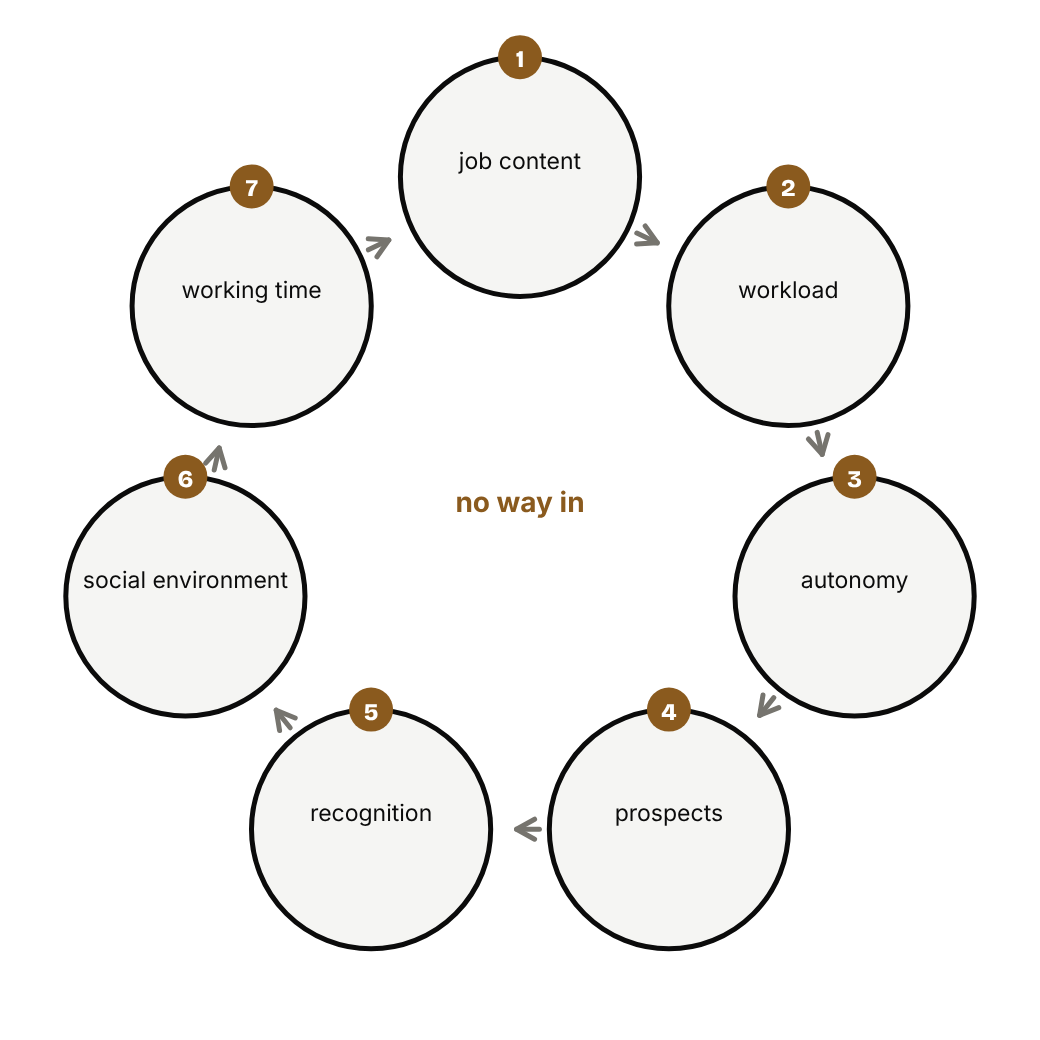 1
job content
2
workload
3
autonomy
4
prospects
5
recognition
6
social environment
7
working time
no way in